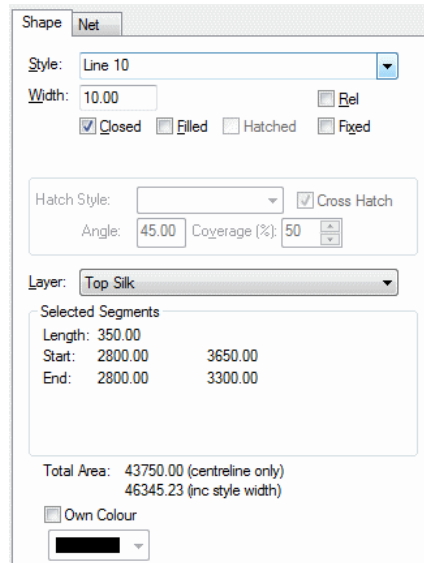 Shape Net
Style: Line 10
Width: 10.00 Rel
Closed Filled Hatched Fixed
Hatch Style: Cross Hatch
Angle: 45.00 Coverage (%): 50
Layer: Top Silk
Selected Segments
Length: 350.00
Start: 2800.00 3650.00
End: 2800.00 3300.00
Total Area: 43750.00 (centreline only)
46345.23 (inc style width)
Own Colour